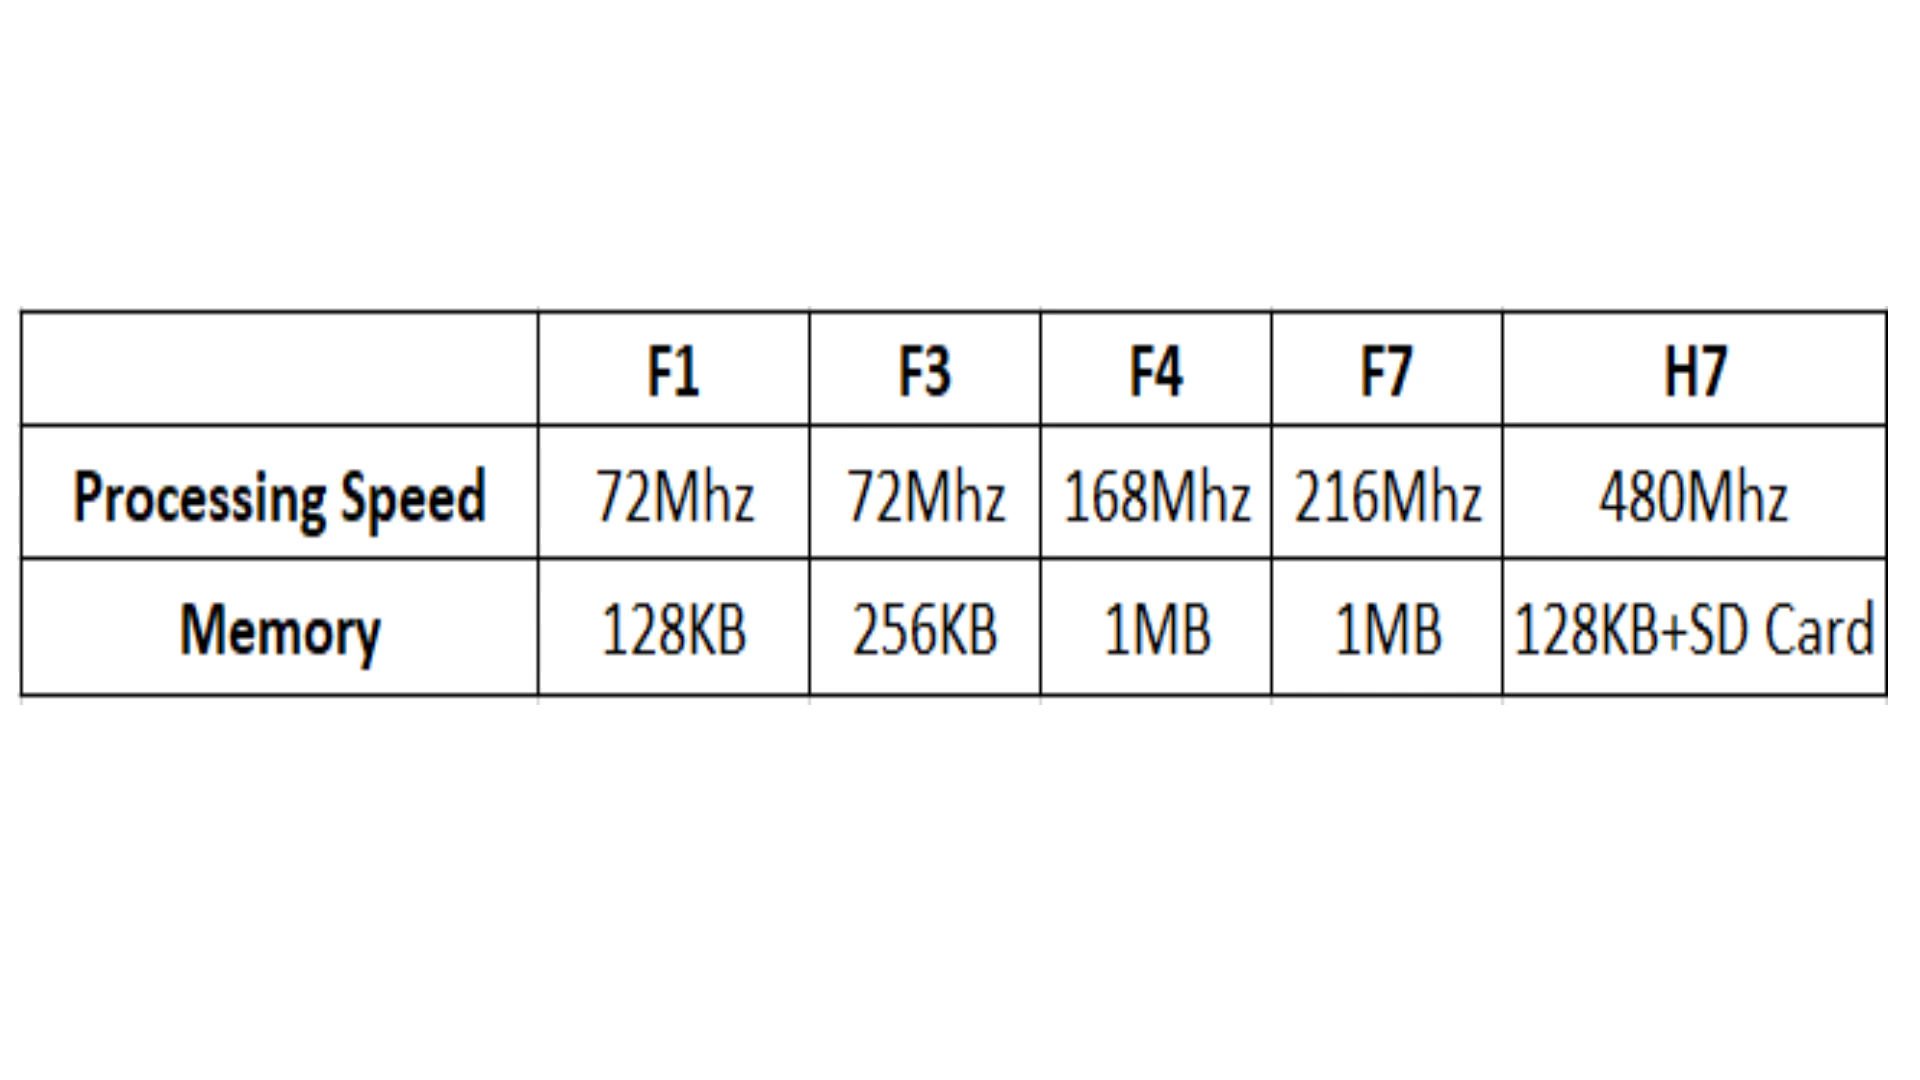 F1 F3 F4 F7 H7
Processing Speed 72Mhz 72Mhz 168Mhz 216Mhz 480Mhz
Memory 128KB 256KB 1MB 1MB 128KB+SD Card